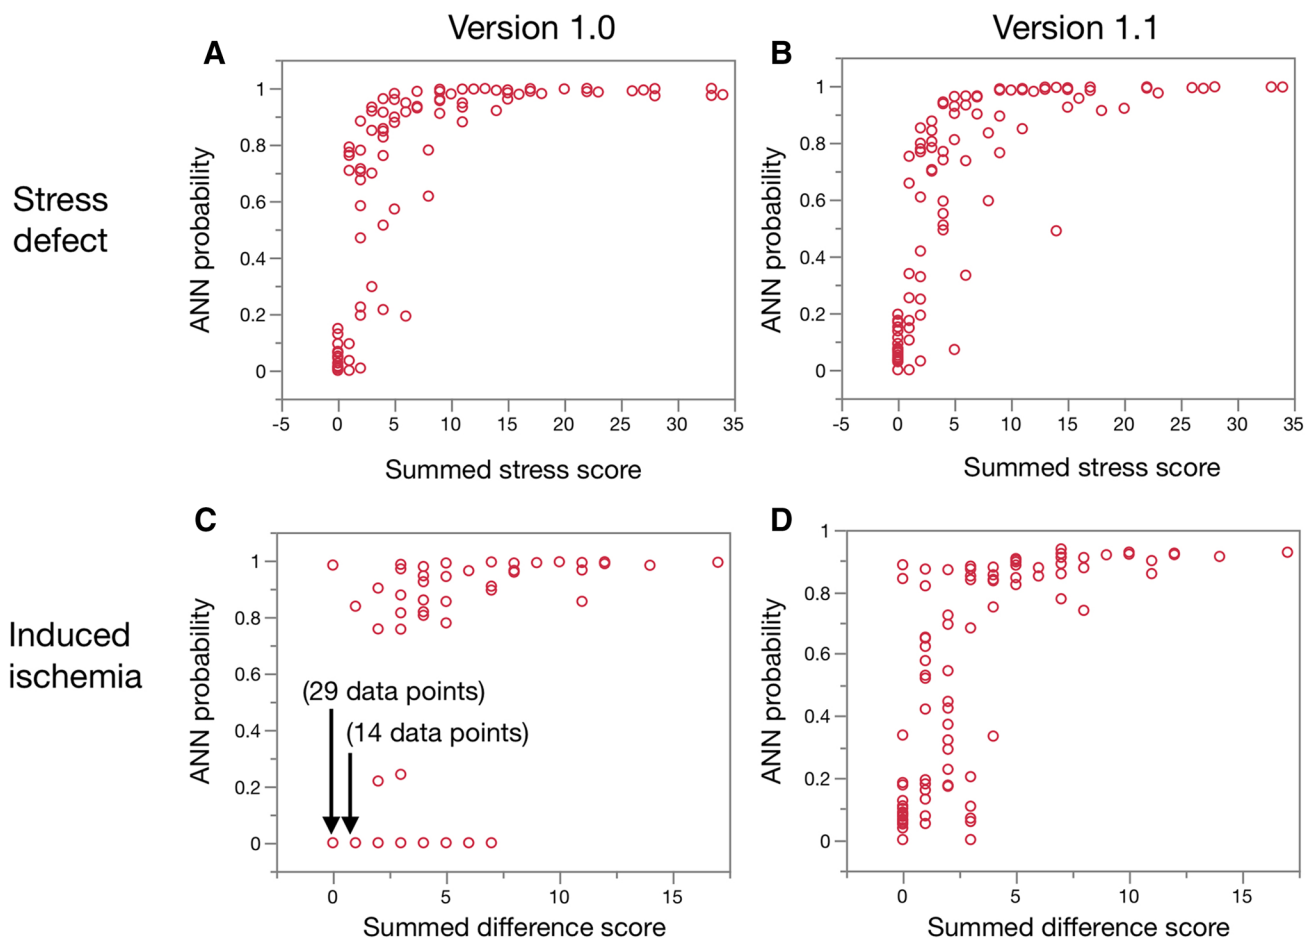 Version 1.0
Version 1.1
A
B
Stress
defect
ANN probability
1
0.8
0.6
0.4
0.2
0
-5 0 5 10 15 20 25 30 35
Summed stress score
ANN probability
1
0.8
0.6
0.4
0.2
0
-5 0 5 10 15 20 25 30 35
Summed stress score
C
D
Induced
ischemia
ANN probability
1
0.8
0.6
0.4
0.2
0
(29 data points)
(14 data points)
0 5 10 15
Summed difference score
ANN probability
1
0.8
0.6
0.4
0.2
0
0 5 10 15
Summed difference score